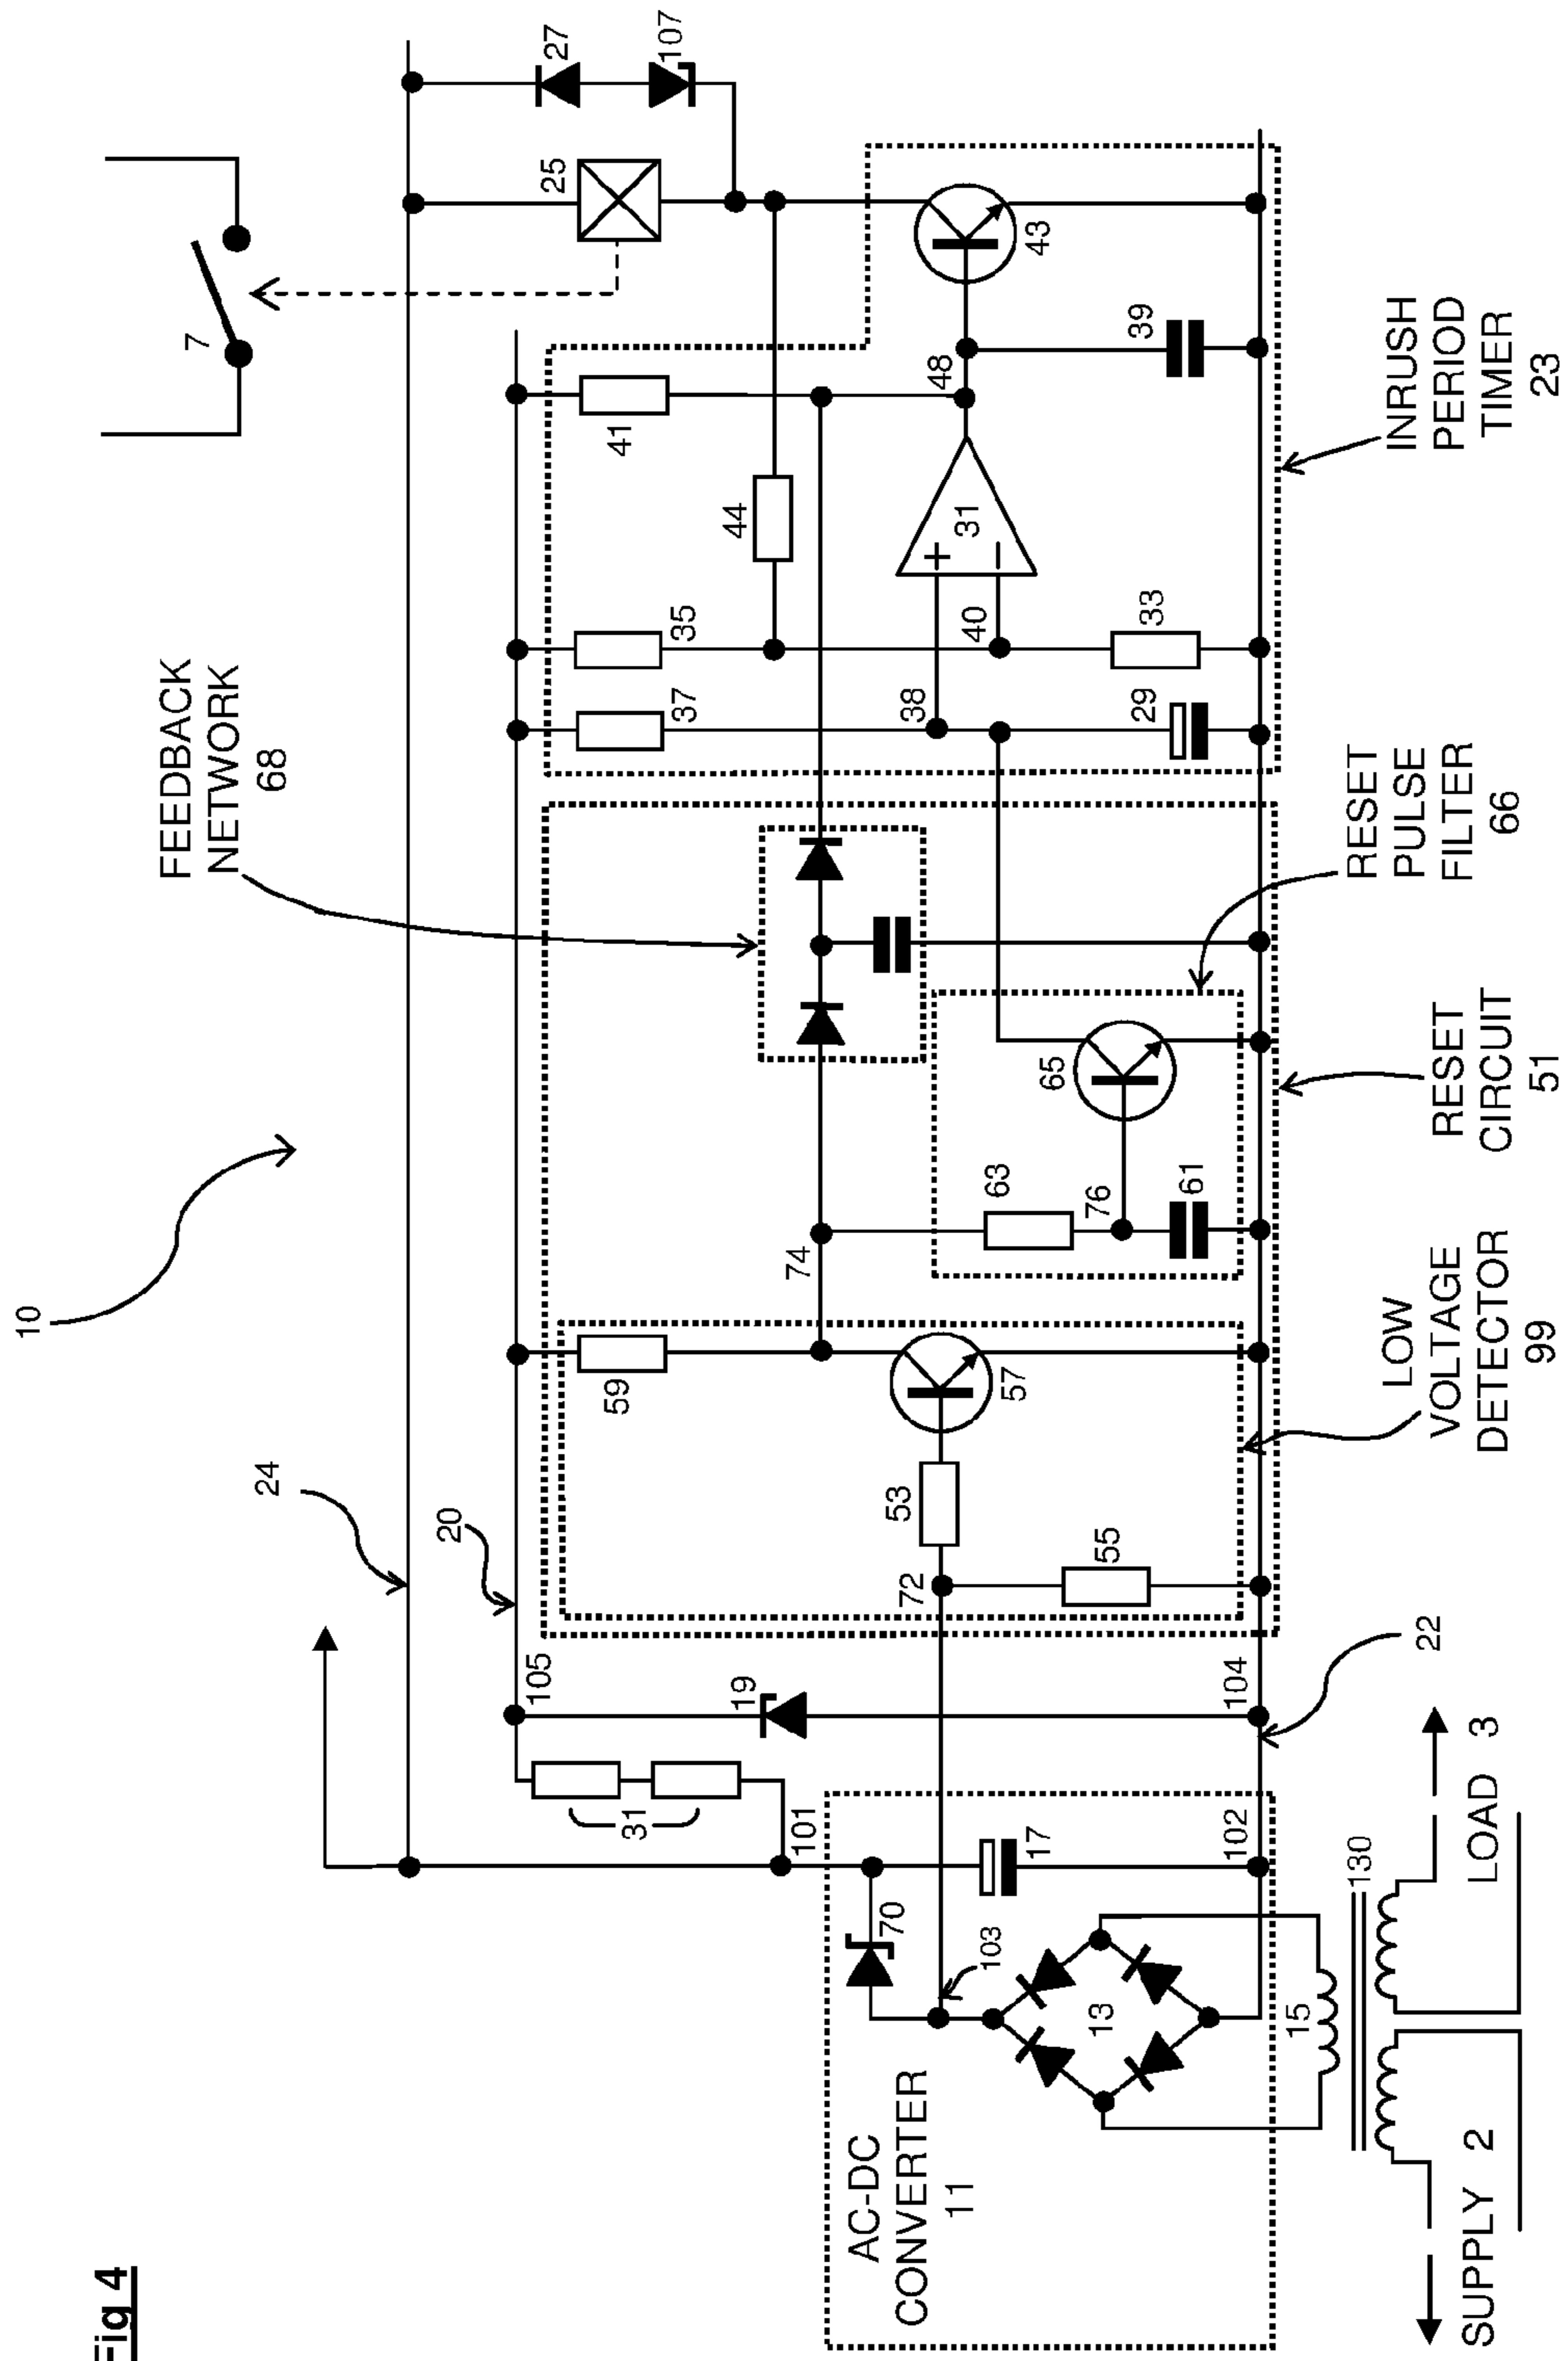 Fig 4
10
24
20
FEEDBACK
NETWORK
68
7
25
27
107
105
31
101
19
104
22
59
53
72
55
57
74
63
76
61
65
37
35
44
41
38
40
29
33
31
48
39
43
AC-DC
CONVERTER
11
70
103
17
102
13
15
130
SUPPLY 2
LOAD 3
LOW
VOLTAGE
DETECTOR
99
RESET
CIRCUIT
51
RESET
PULSE
FILTER
66
INRUSH
PERIOD
TIMER
23